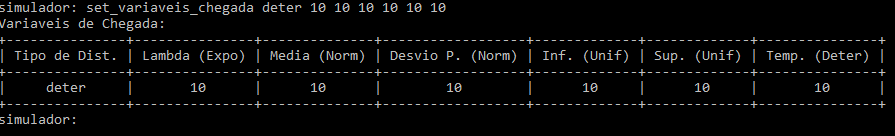 simulador: set_variaveis_chegada deter 10 10 10 10 10 10
Variaveis de Chegada:
+---------------+---------------+--------------+------------------+--------------+--------------+---------------+
| Tipo de Dist. | Lambda (Expo) | Media (Norm) | Desvio P. (Norm) | Inf. (Unif) | Sup. (Unif) | Temp. (Deter) |
+---------------+---------------+--------------+------------------+--------------+--------------+---------------+
| deter | 10 | 10 | 10 | 10 | 10 | 10 |
+---------------+---------------+--------------+------------------+--------------+--------------+---------------+
simulador: